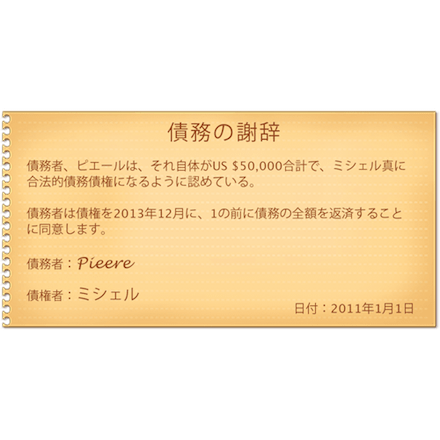 債務の謝辞
債務者、ピエールは、それ自体がUS $50,000合計で、ミシェル真に
合法的債務債権になるように認めている。
債務者は債権を2013年12月に、1の前に債務の全額を返済すること
に同意します。
債務者：Pieere
債権者：ミシェル
日付：2011年1月1日